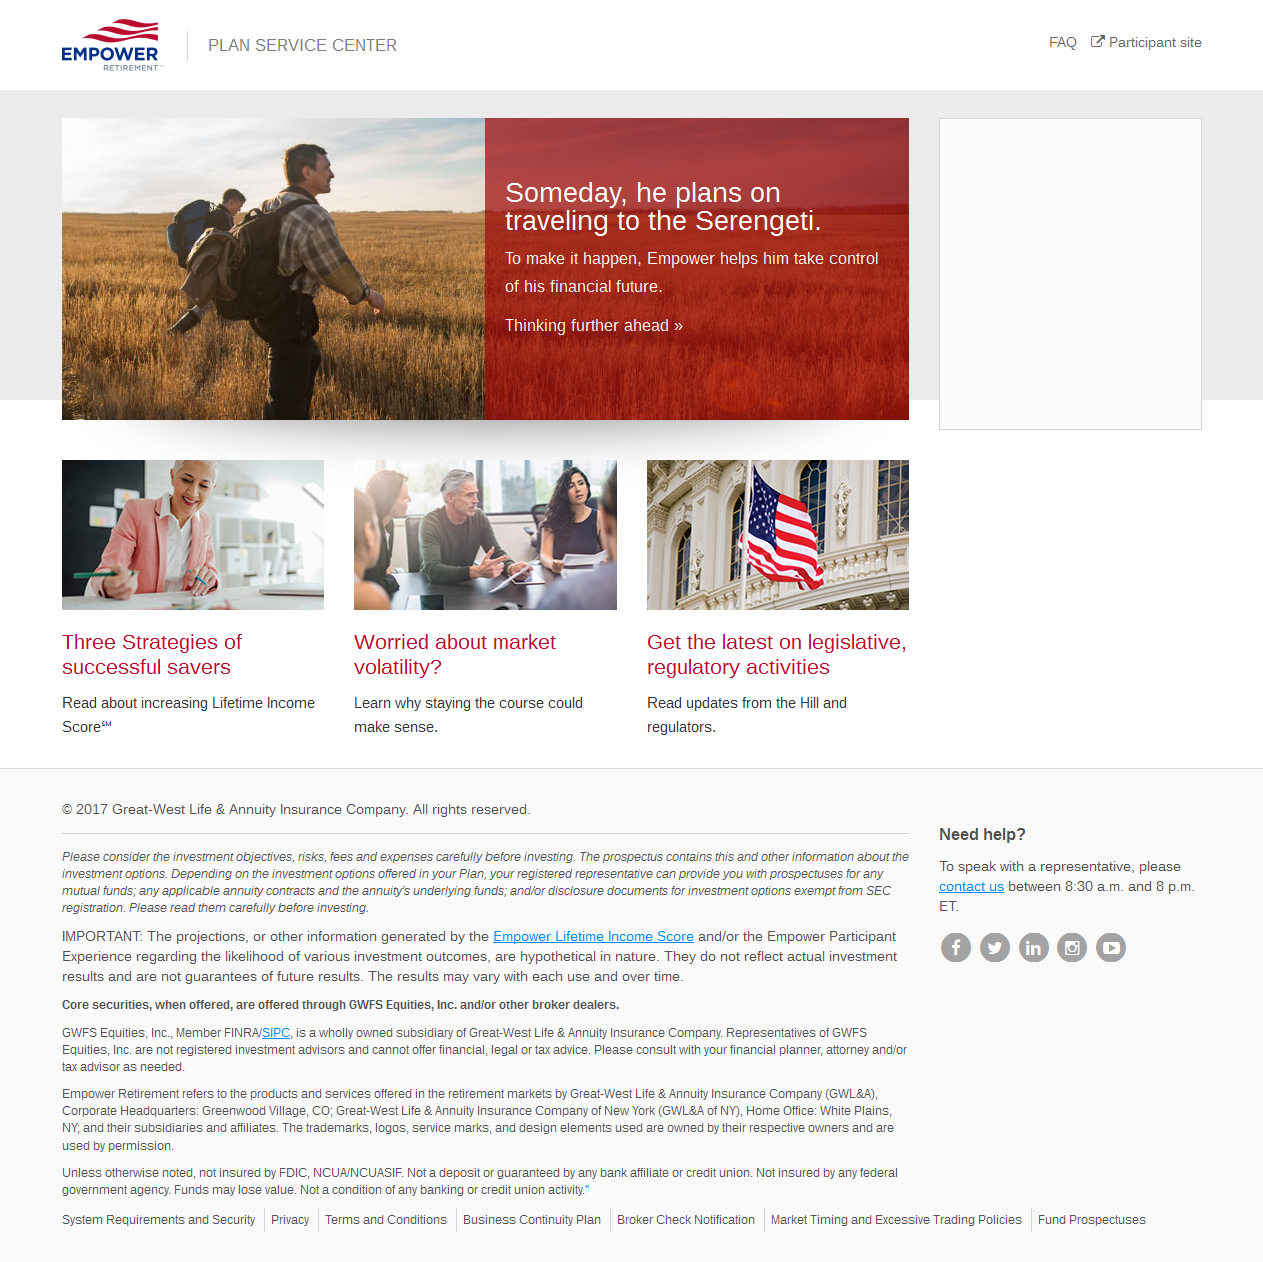 EMPOWER
RETIREMENT™
PLAN SERVICE CENTER
FAQ
Participant site
Someday, he plans on
traveling to the Serengeti.
To make it happen, Empower helps him take control
of his financial future.
Thinking further ahead »
Three Strategies of
successful savers
Read about increasing Lifetime Income
Score℠
Worried about market
volatility?
Learn why staying the course could
make sense.
Get the latest on legislative,
regulatory activities
Read updates from the Hill and
regulators.
© 2017 Great-West Life & Annuity Insurance Company. All rights reserved.
Please consider the investment objectives, risks, fees and expenses carefully before investing. The prospectus contains this and other information about the
investment options. Depending on the investment options offered in your Plan, your registered representative can provide you with prospectuses for any
mutual funds; any applicable annuity contracts and the annuity's underlying funds; and/or disclosure documents for investment options exempt from SEC
registration. Please read them carefully before investing.
IMPORTANT: The projections, or other information generated by the Empower Lifetime Income Score and/or the Empower Participant
Experience regarding the likelihood of various investment outcomes, are hypothetical in nature. They do not reflect actual investment
results and are not guarantees of future results. The results may vary with each use and over time.
Core securities, when offered, are offered through GWFS Equities, Inc. and/or other broker dealers.
GWFS Equities, Inc., Member FINRA/SIPC, is a wholly owned subsidiary of Great-West Life & Annuity Insurance Company. Representatives of GWFS
Equities, Inc. are not registered investment advisors and cannot offer financial, legal or tax advice. Please consult with your financial planner, attorney and/or
tax advisor as needed.
Empower Retirement refers to the products and services offered in the retirement markets by Great-West Life & Annuity Insurance Company (GWL&A),
Corporate Headquarters: Greenwood Village, CO; Great-West Life & Annuity Insurance Company of New York (GWL&A of NY), Home Office: White Plains,
NY; and their subsidiaries and affiliates. The trademarks, logos, service marks, and design elements used are owned by their respective owners and are
used by permission.
Unless otherwise noted, not insured by FDIC, NCUA/NCUASIF. Not a deposit or guaranteed by any bank affiliate or credit union. Not insured by any federal
government agency. Funds may lose value. Not a condition of any banking or credit union activity."
Need help?
To speak with a representative, please
contact us between 8:30 a.m. and 8 p.m.
ET.
System Requirements and Security
Privacy
Terms and Conditions
Business Continuity Plan
Broker Check Notification
Market Timing and Excessive Trading Policies
Fund Prospectuses